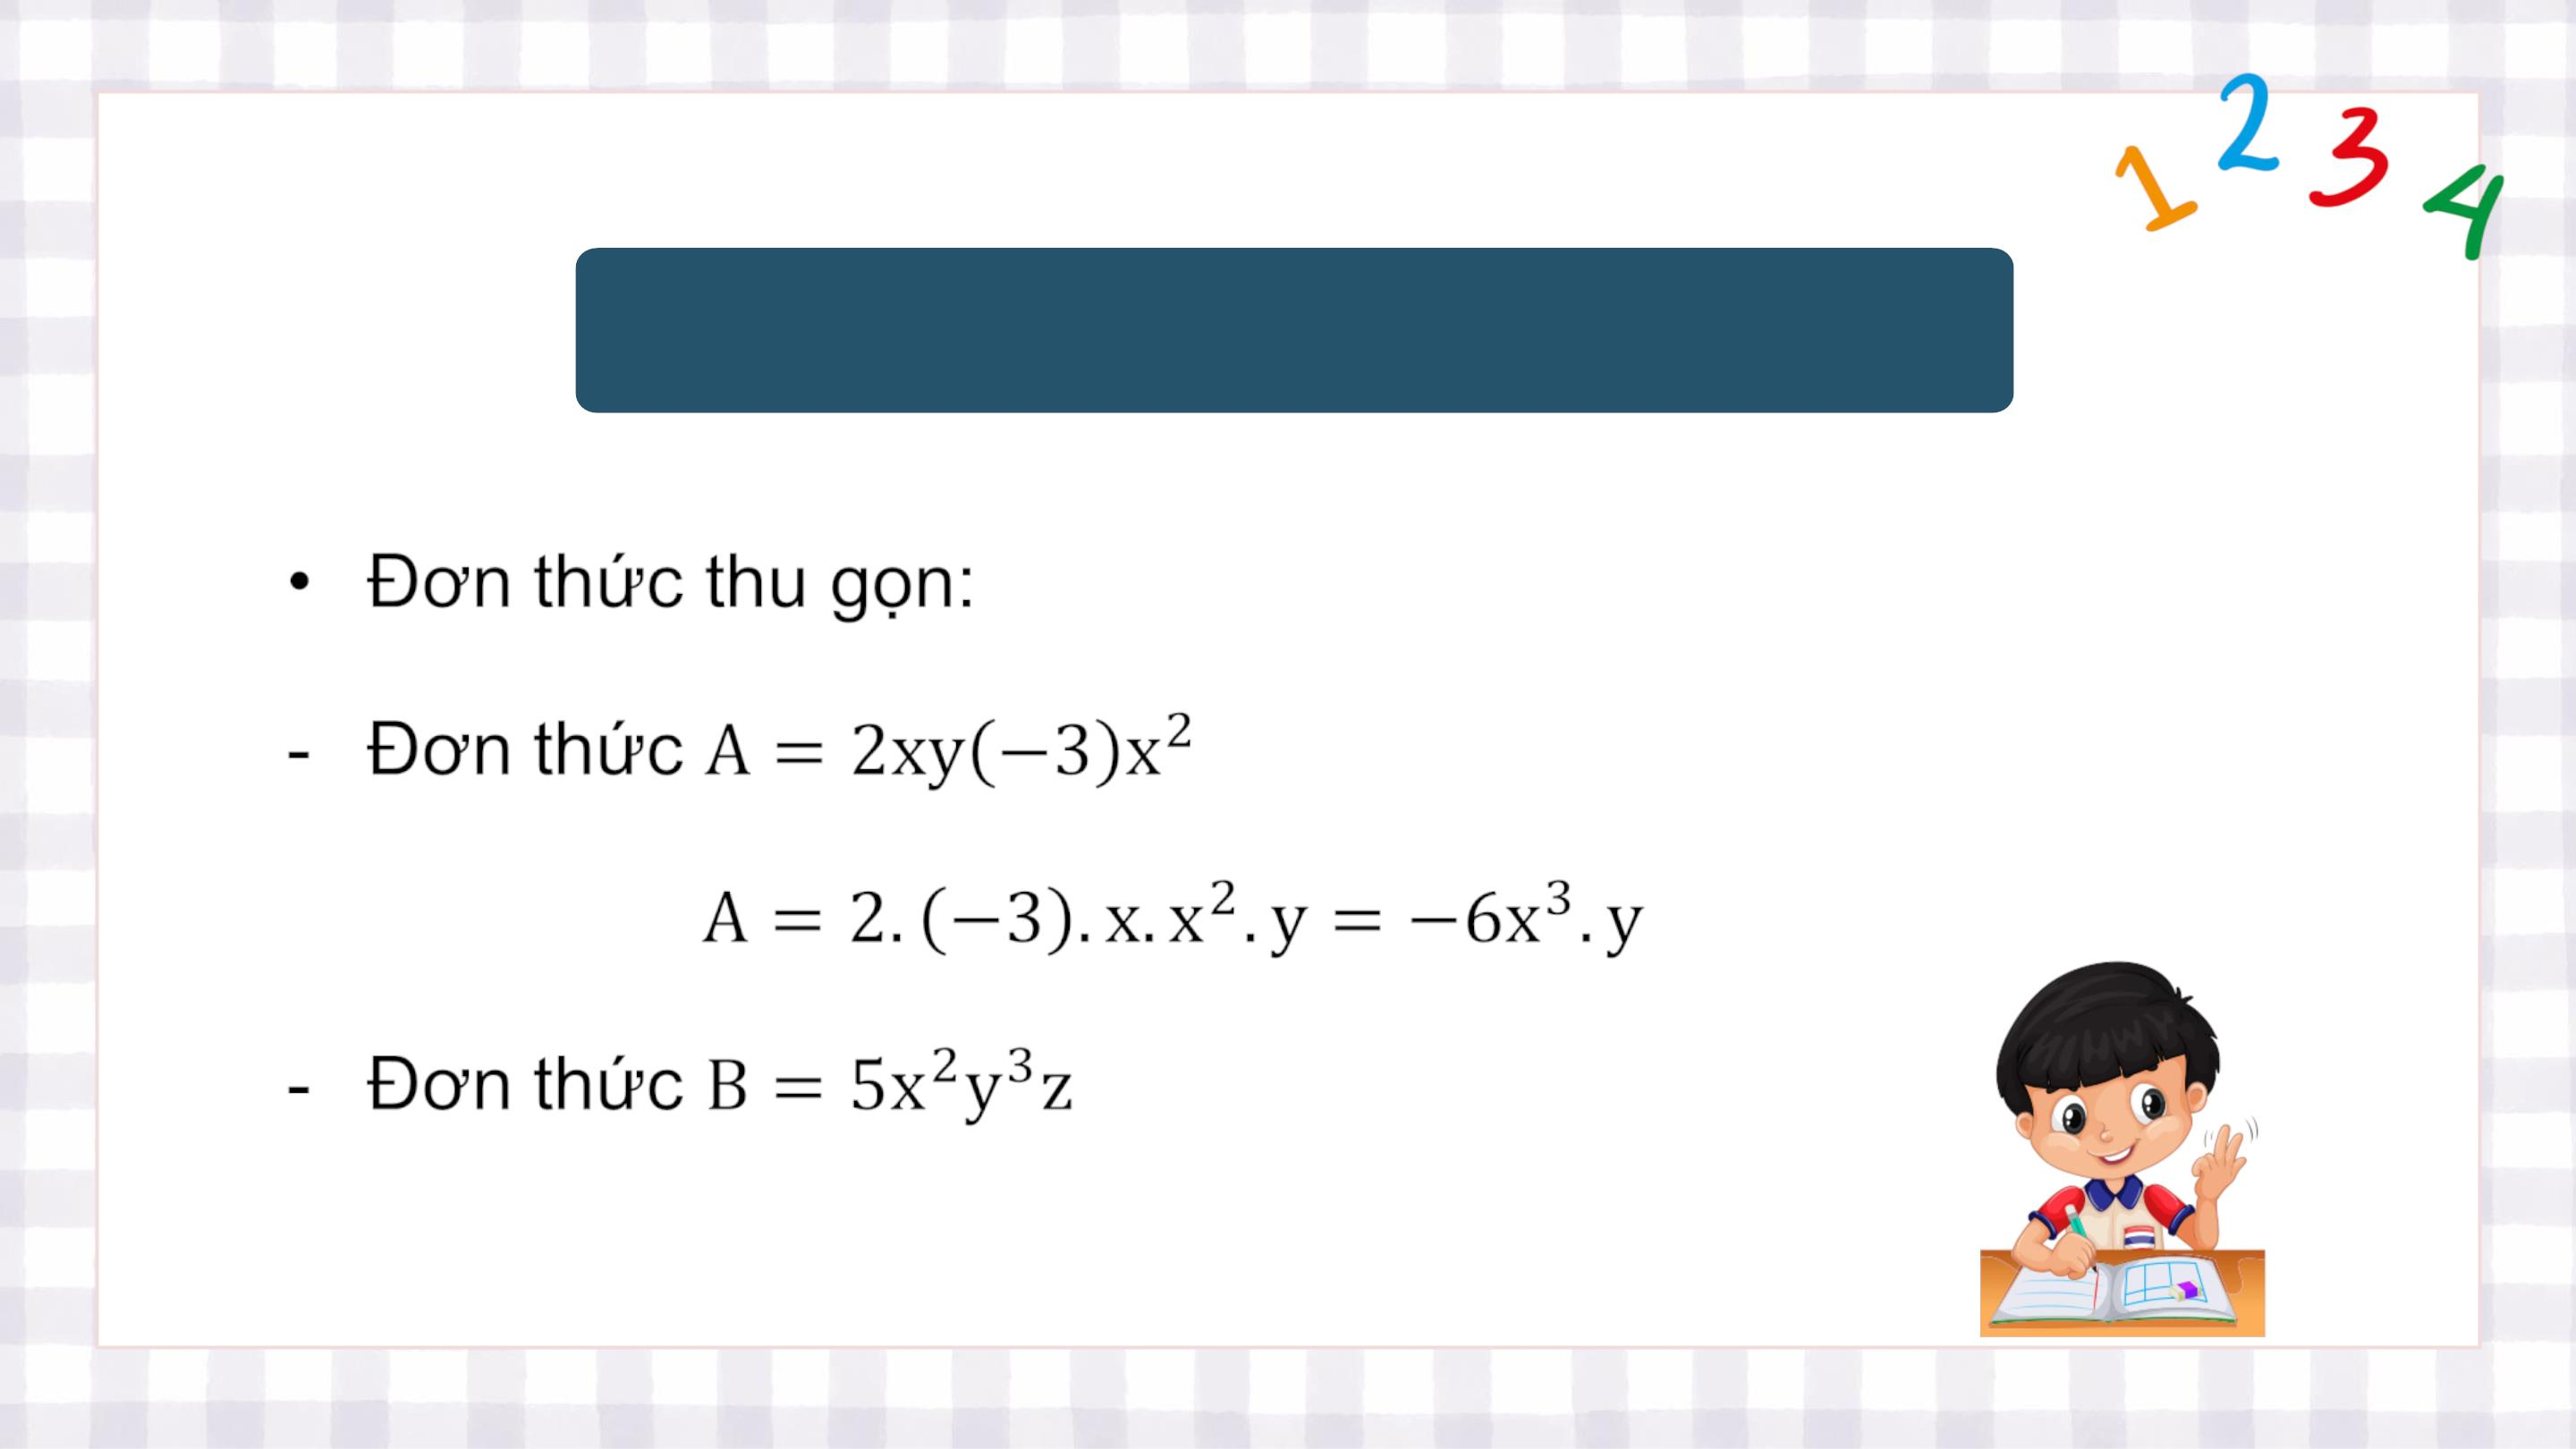 1 2 3 4
• Đơn thức thu gọn:
- Đơn thức A = 2xy(−3)x²
A = 2. (−3). x. x². y = −6x³. y
- Đơn thức B = 5x²y³z